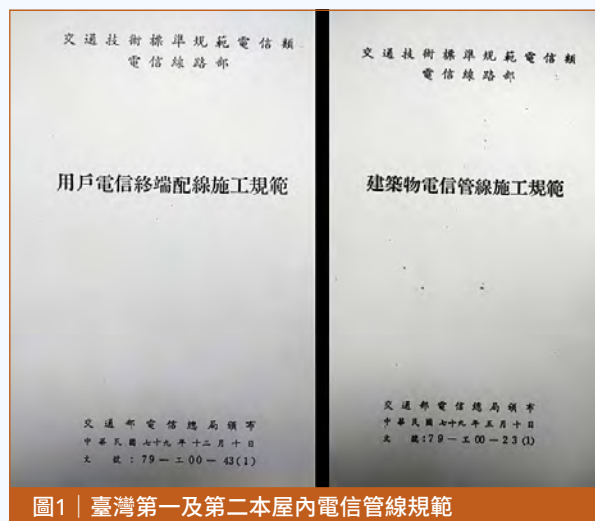 交通技術標準規範電信類
電信線路部
用戶電信終端配線施工規範
交通部電信總局頒布
中華民國七十九年十二月十日
文號：79－工00－43(1)
交通技術標準規範電信類
電信線路部
建築物電信管線施工規範
交通部電信總局頒布
中華民國七十九年五月十日
文號：79－工00－23(1)
圖1｜臺灣第一及第二本屋內電信管線規範